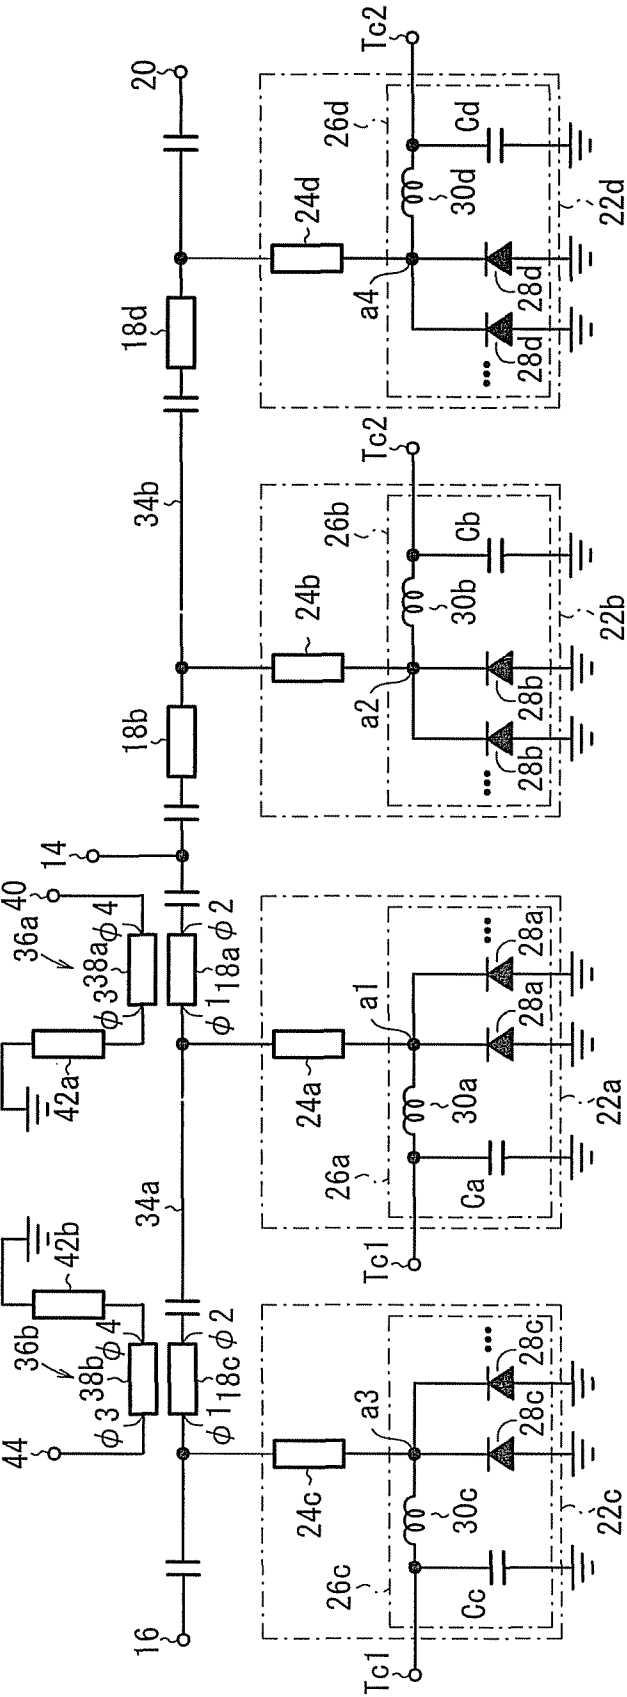 44
40
36b
36a
42b
42a
14
ϕ3
38b
ϕ4
ϕ3
38a
ϕ4
16
34a
18b
34b
18d
20
ϕ1
18c
ϕ2
ϕ1
18a
ϕ2
24c
24a
24b
24d
26c
26a
26b
26d
Tc1
a3
Tc1
a1
a2
Tc2
a4
Tc2
30c
30a
30b
30d
Cc
Ca
Cb
Cd
28c
28c
...
28a
28a
...
...
28b
28b
...
28d
28d
22c
22a
22b
22d